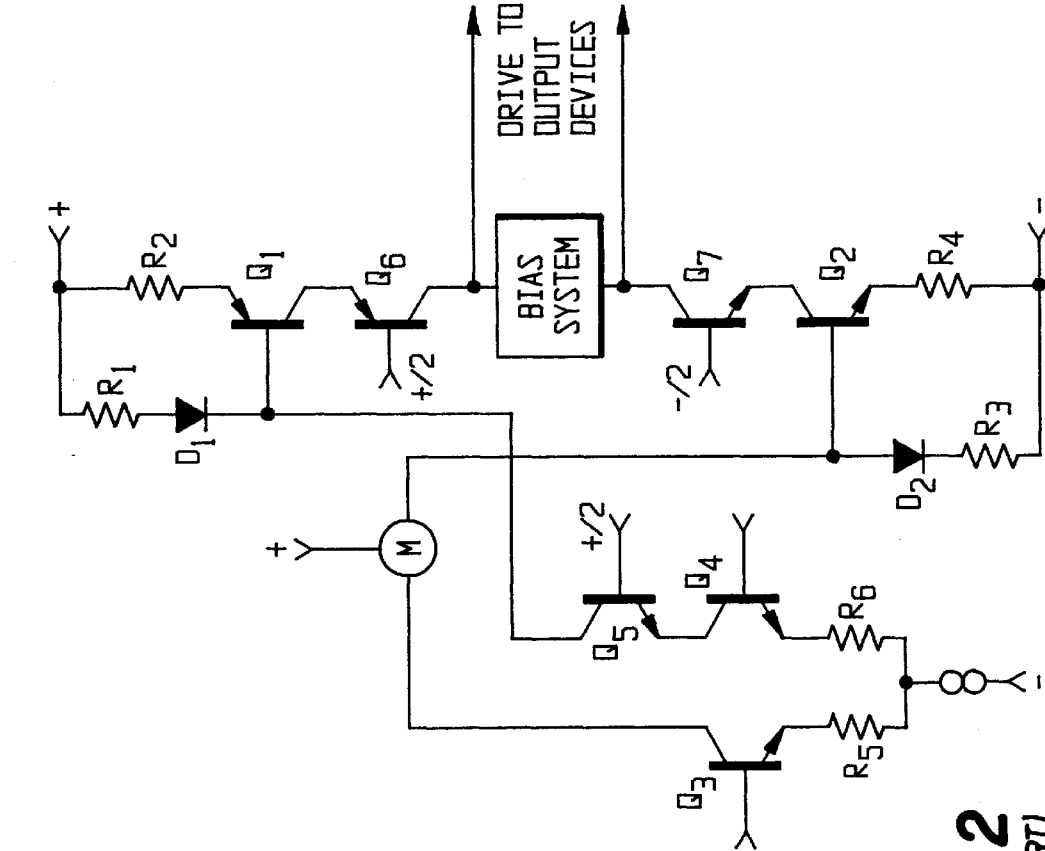 +
R2
Q1
Q6
+/2
R1
D1
DRIVE TO
OUTPUT
DEVICES
BIAS
SYSTEM
+
M
Q7
-/2
Q2
R4
-
D2
R3
+/2
Q5
Q4
R6
Q3
R5
-
2